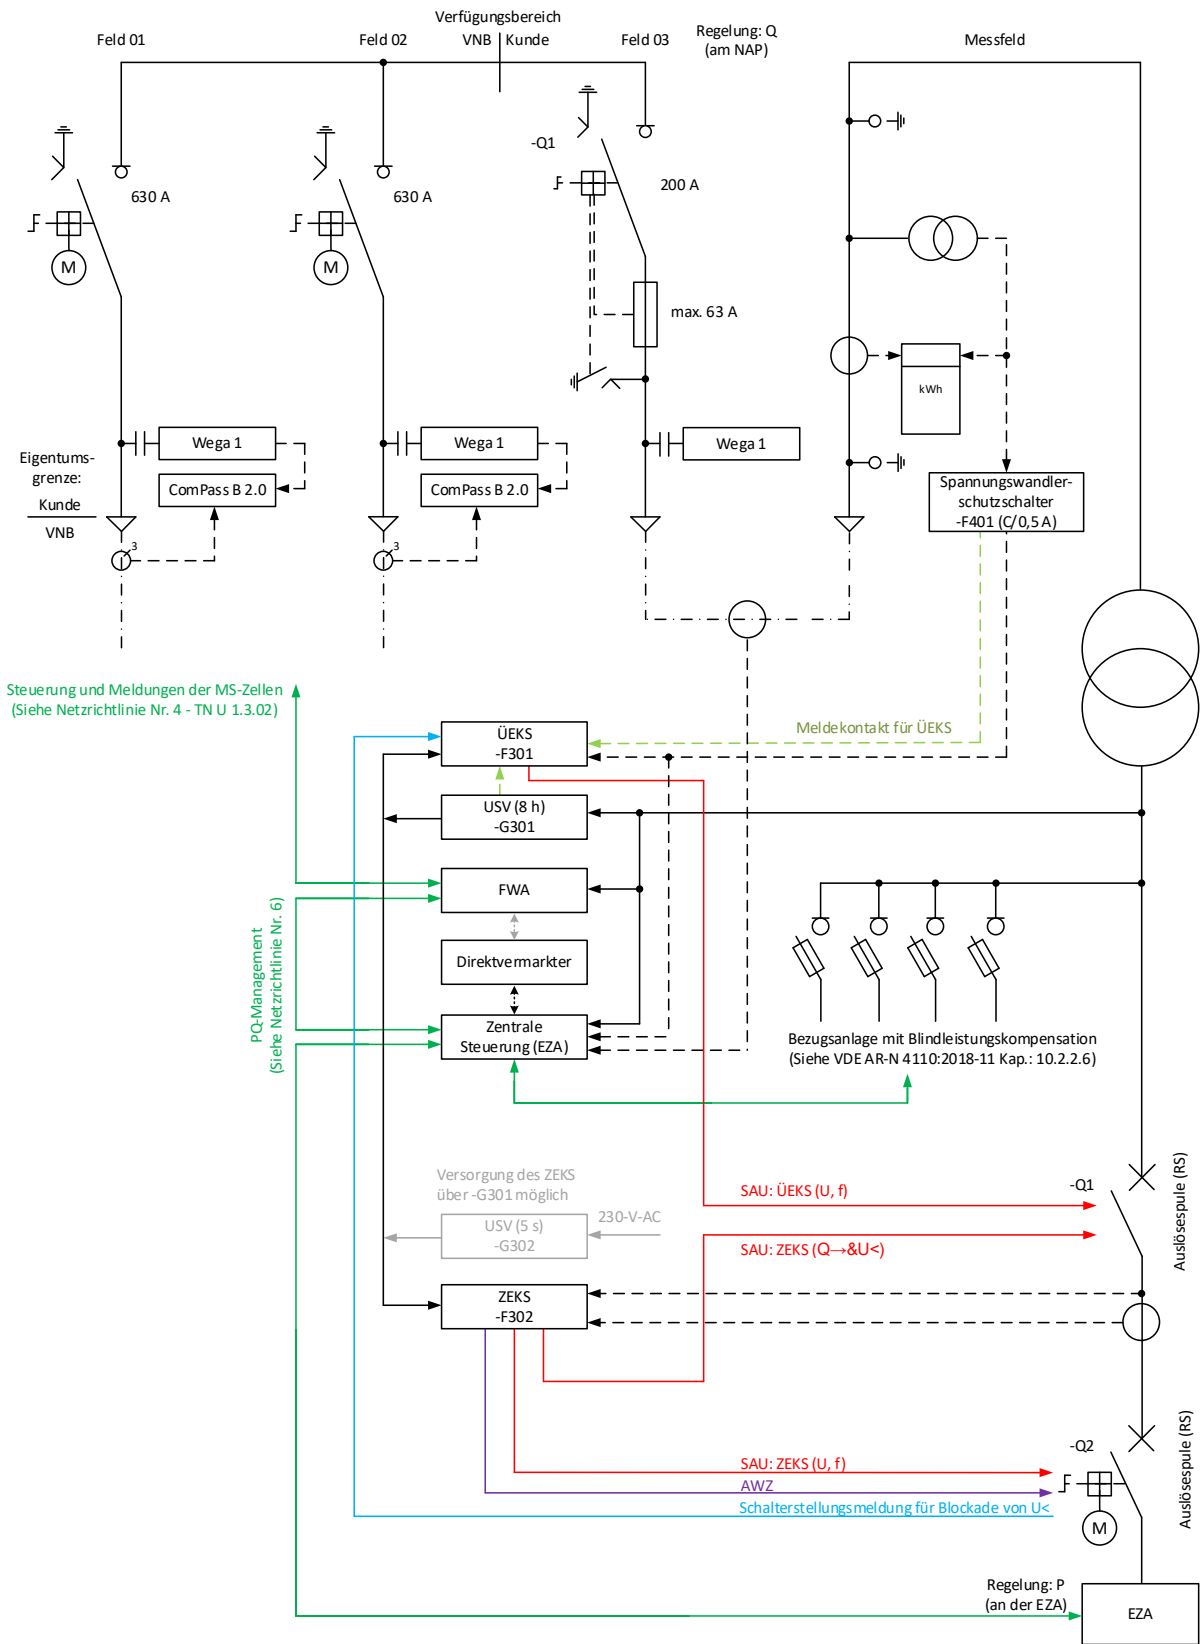 Verfügungsbereich
Feld 01
Feld 02
VNB
Kunde
Feld 03
Regelung: Q
(am NAP)
Messfeld
-Q1
630 A
630 A
200 A
M
M
max. 63 A
kWh
Wega 1
Wega 1
Wega 1
Eigentums-
grenze:
Kunde
VNB
ComPass B 2.0
ComPass B 2.0
Spannungswandler-
schutzschalter
-F401 (C/0,5 A)
3
3
Steuerung und Meldungen der MS-Zellen
(Siehe Netzrichtlinie Nr. 4 - TN U 1.3.02)
Meldekontakt für ÜEKS
ÜEKS
-F301
USV (8 h)
-G301
FWA
PQ-Management
(Siehe Netzrichtlinie Nr. 6)
Direktvermarkter
Zentrale
Steuerung (EZA)
Bezugsanlage mit Blindleistungskompensation
(Siehe VDE AR-N 4110:2018-11 Kap.: 10.2.2.6)
Versorgung des ZEKS
über -G301 möglich
USV (5 s)
-G302
230-V-AC
SAU: ÜEKS (U, f)
SAU: ZEKS (Q→&U<)
-Q1
Auslösespule (RS)
ZEKS
-F302
-Q2
Auslösespule (RS)
SAU: ZEKS (U, f)
AWZ
Schalterstellungsmeldung für Blockade von U<
M
Regelung: P
(an der EZA)
EZA